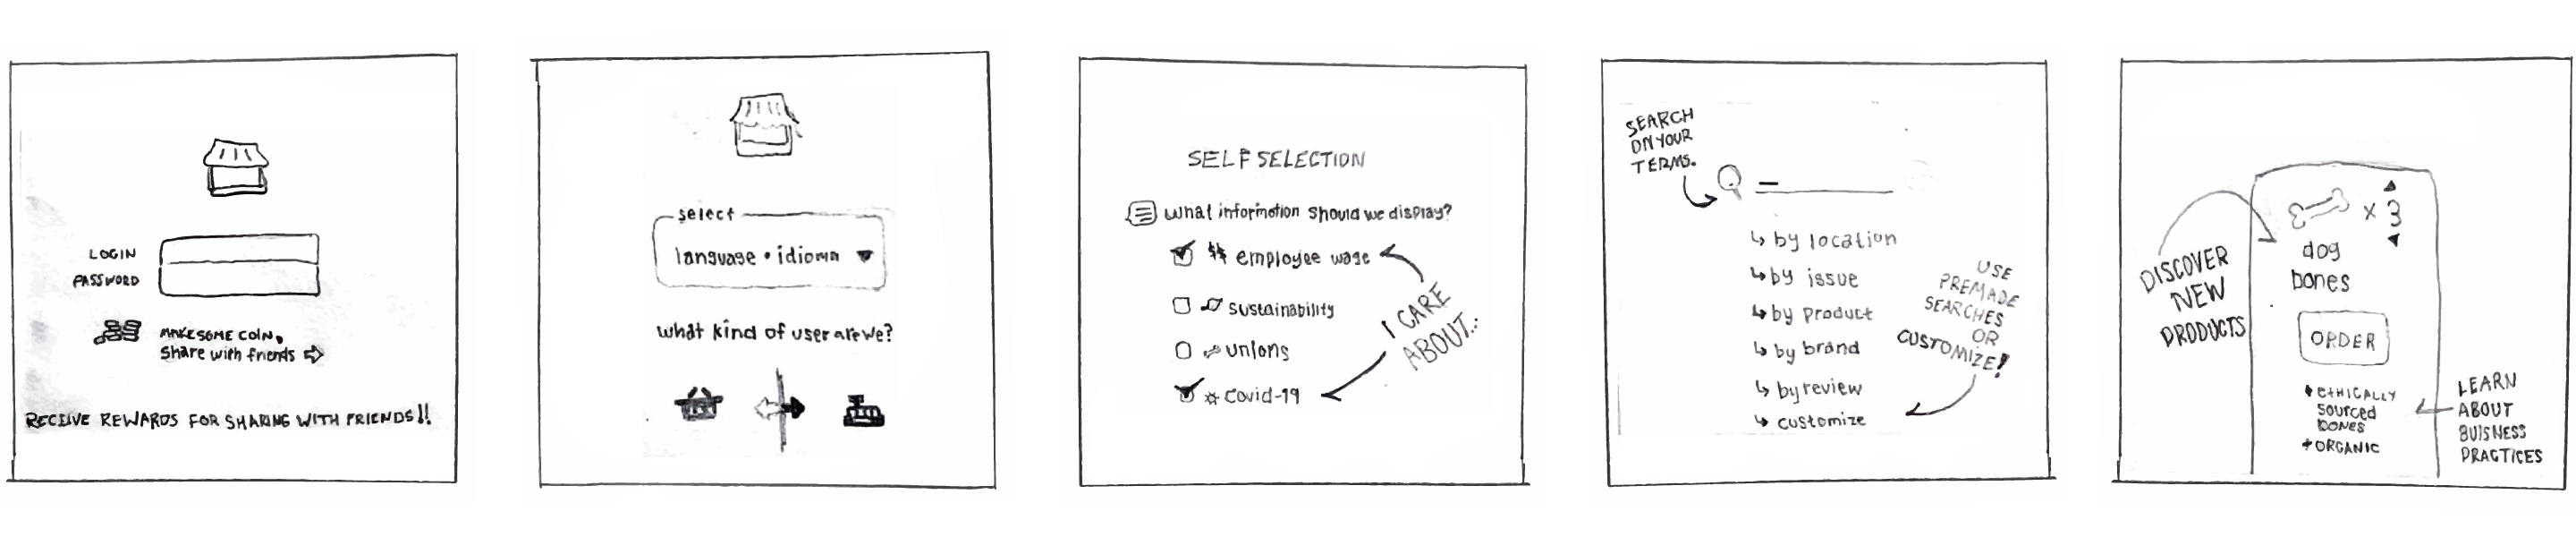 LOGIN
PASSWORD
MAKE SOME COIN,
Share with friends
RECEIVE REWARDS FOR SHARING WITH FRIENDS!!
select
language • idioma
what kind of user are we?
SELF SELECTION
What information should we display?
$$ employee wage
sustainability
unions
covid-19
I CARE
ABOUT...
SEARCH
ON YOUR
TERMS.
by location
by issue
by product
by brand
by review
customize
USE
PREMADE
SEARCHES
OR
CUSTOMIZE!
x 3
dog
bones
ORDER
DISCOVER
NEW
PRODUCTS
+ ETHICALLY
sourced
BONES
+ ORGANIC
LEARN
ABOUT
BUISNESS
PRACTICES